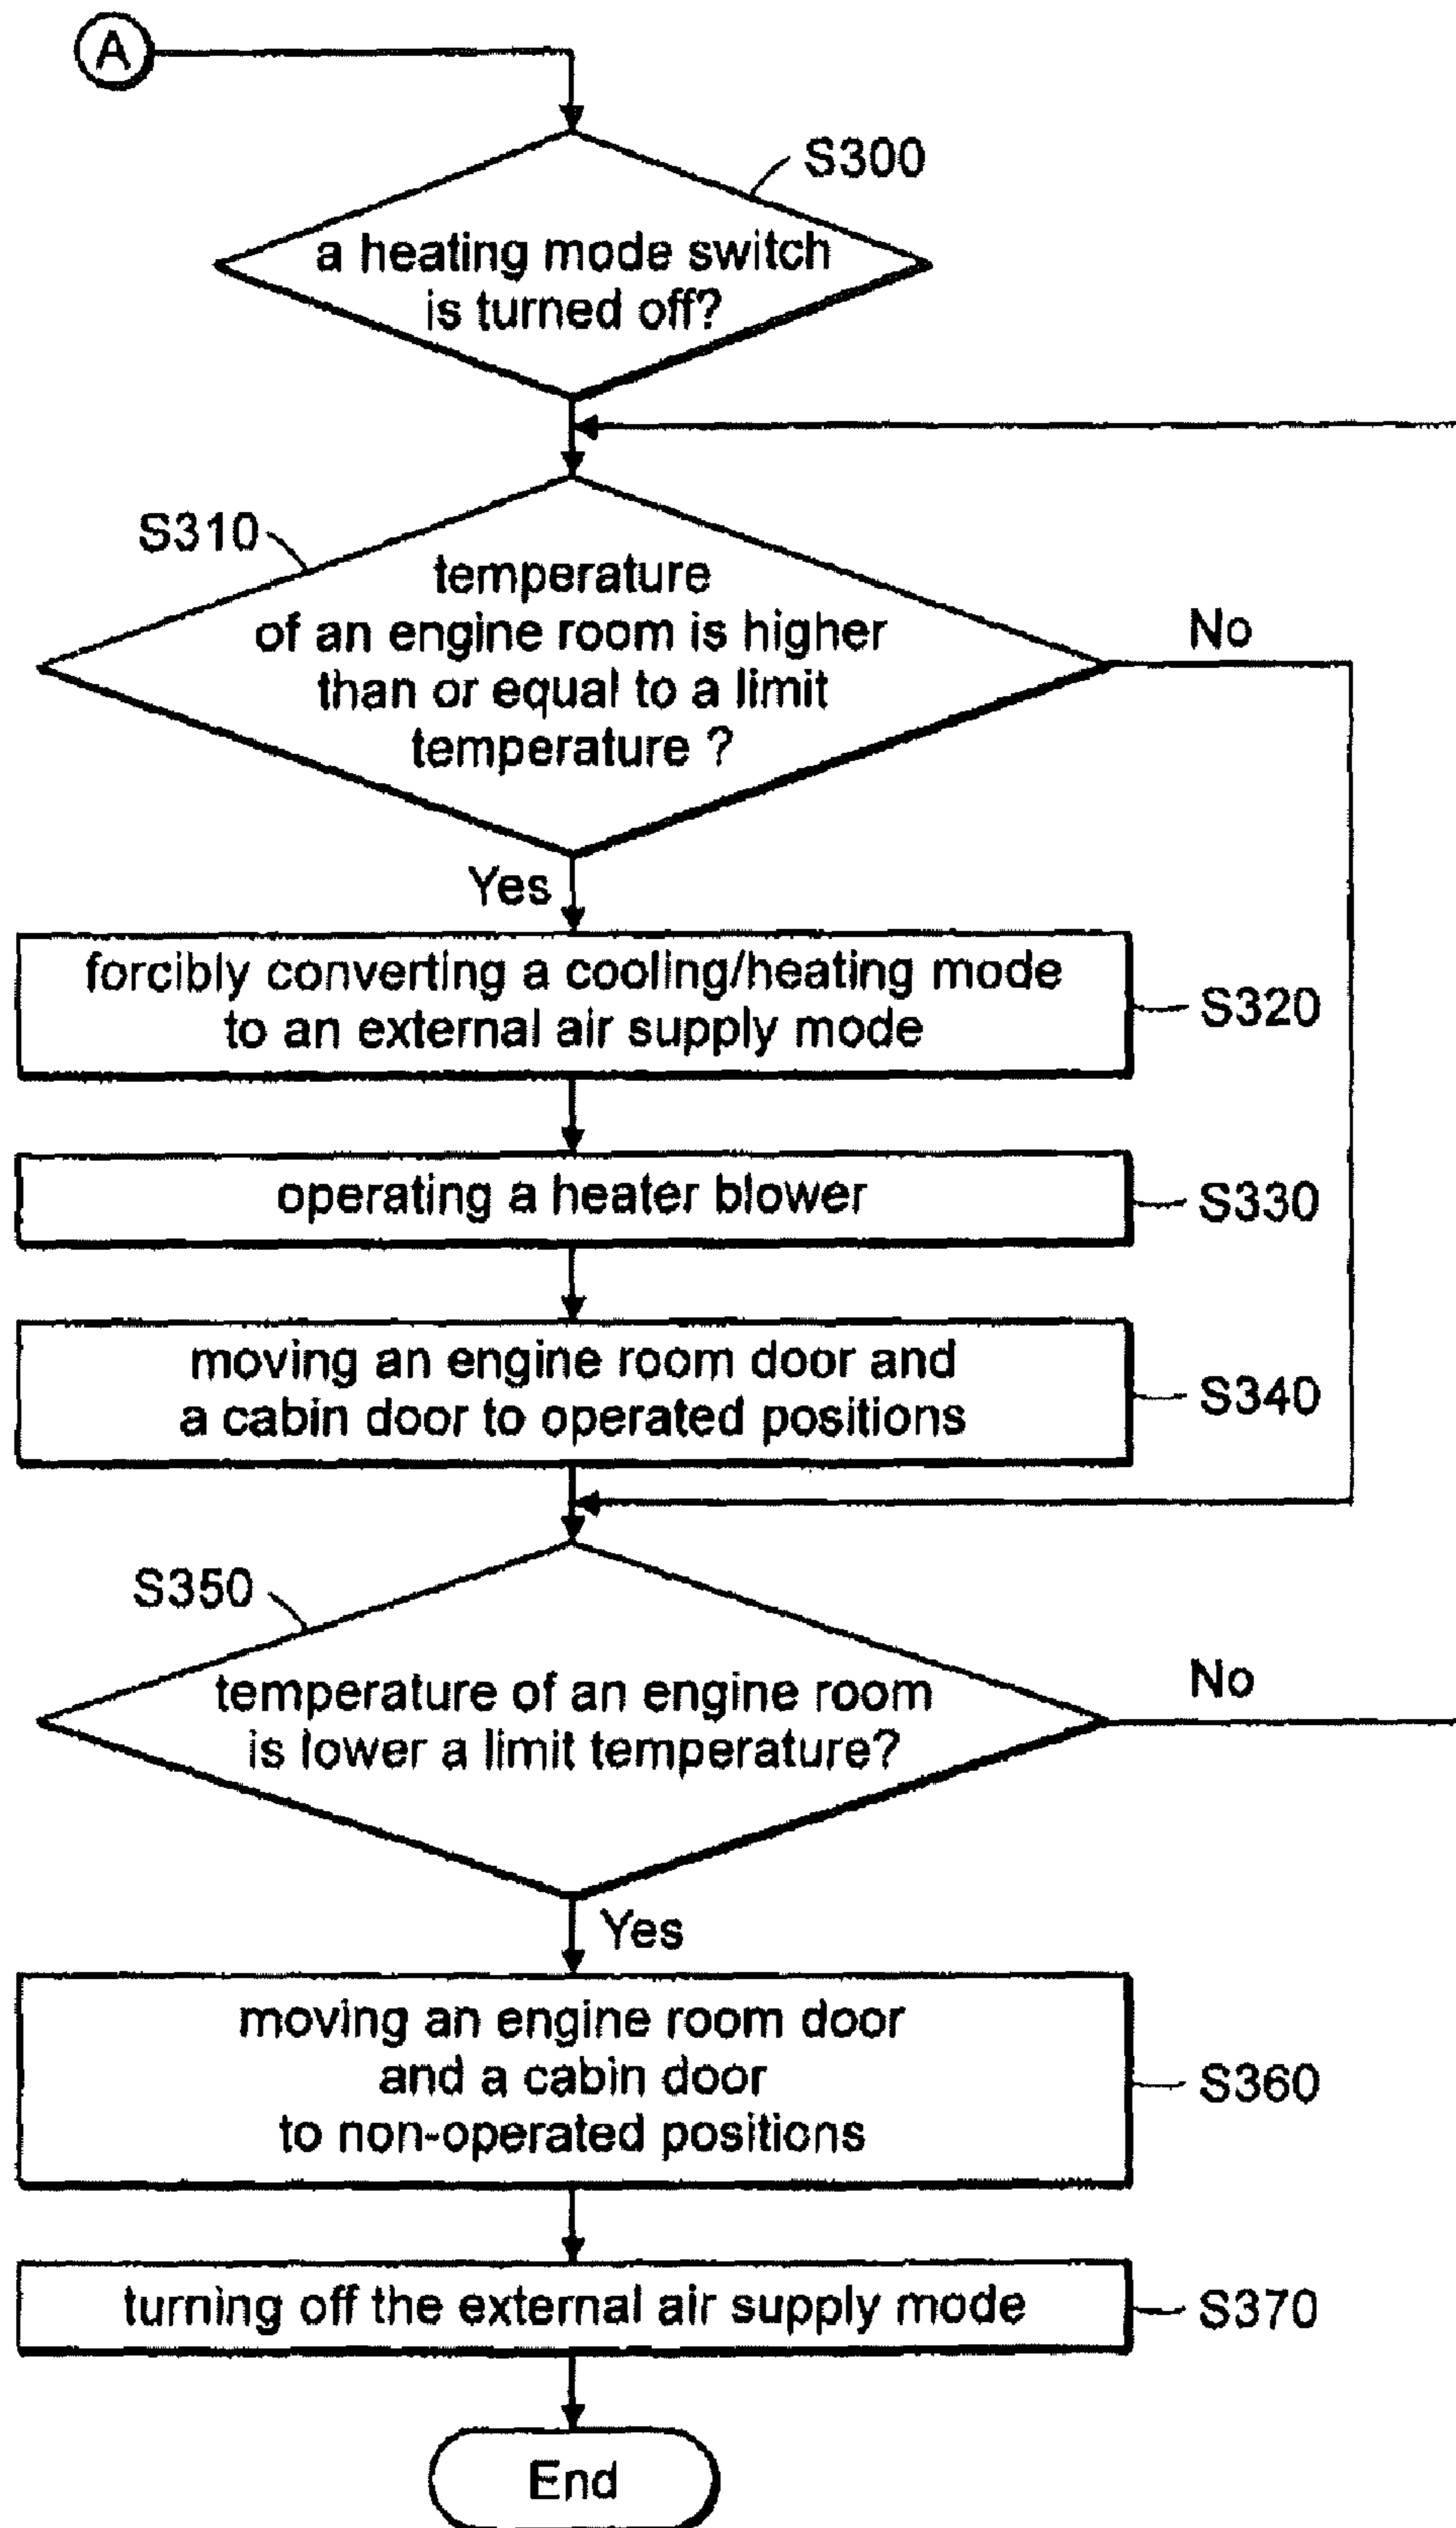 A
S300
a heating mode switch
is turned off?
S310
temperature
of an engine room is higher
than or equal to a limit
temperature ?
No
Yes
forcibly converting a cooling/heating mode
to an external air supply mode
S320
operating a heater blower
S330
moving an engine room door and
a cabin door to operated positions
S340
S350
temperature of an engine room
is lower a limit temperature?
No
Yes
moving an engine room door
and a cabin door
to non-operated positions
S360
turning off the external air supply mode
S370
End